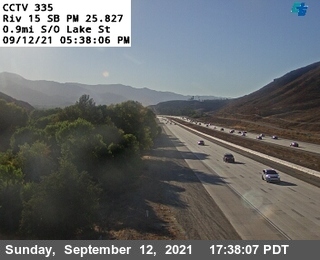 CCTV 335
Riv 15 SB PM 25.827
0.9mi S/O Lake St
09/12/21 05:38:06 PM
Sunday, September 12, 2021 17:38:07 PDT